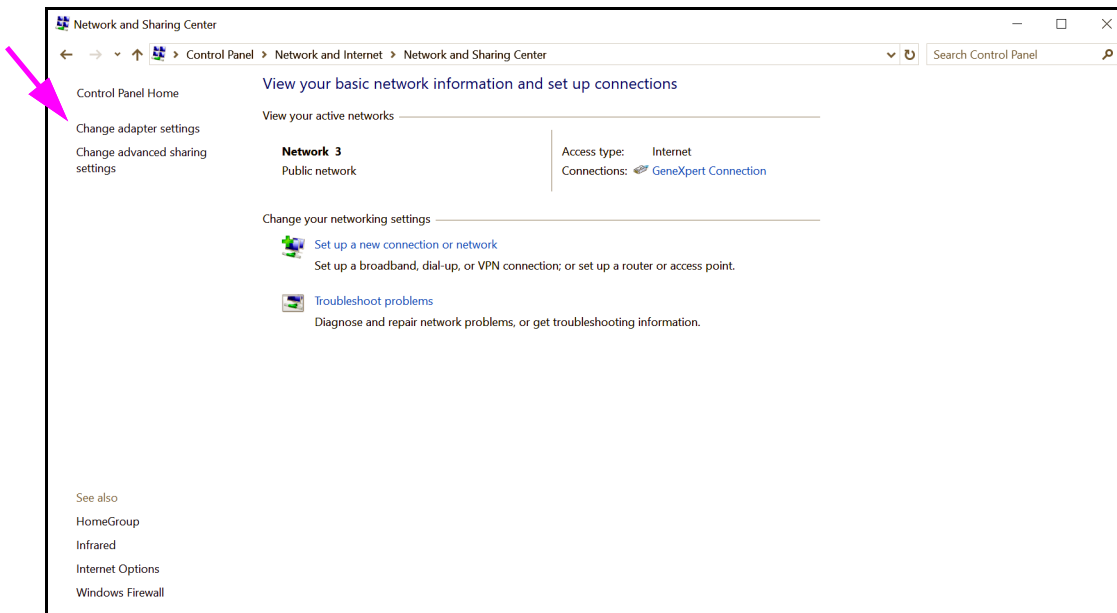 Network and Sharing Center
Control Panel > Network and Internet > Network and Sharing Center
Search Control Panel
Control Panel Home
Change adapter settings
Change advanced sharing
settings
View your basic network information and set up connections
View your active networks
Network 3
Public network
Access type: Internet
Connections: GeneXpert Connection
Change your networking settings
Set up a new connection or network
Set up a broadband, dial-up, or VPN connection; or set up a router or access point.
Troubleshoot problems
Diagnose and repair network problems, or get troubleshooting information.
See also
HomeGroup
Infrared
Internet Options
Windows Firewall